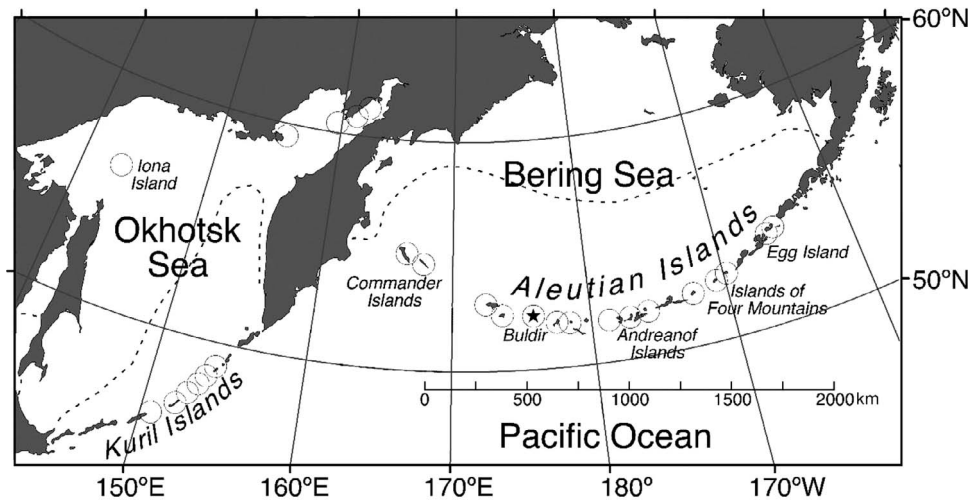 60°N
Iona
Island
Bering Sea
Okhotsk
Sea
Aleutian Islands
Egg Island
Commander
Islands
50°N
Islands of
Four Mountains
Buldir
Andreanof
Islands
Kuril Islands
0 500 1000 1500 2000 km
Pacific Ocean
150°E 160°E 170°E 180° 170°W